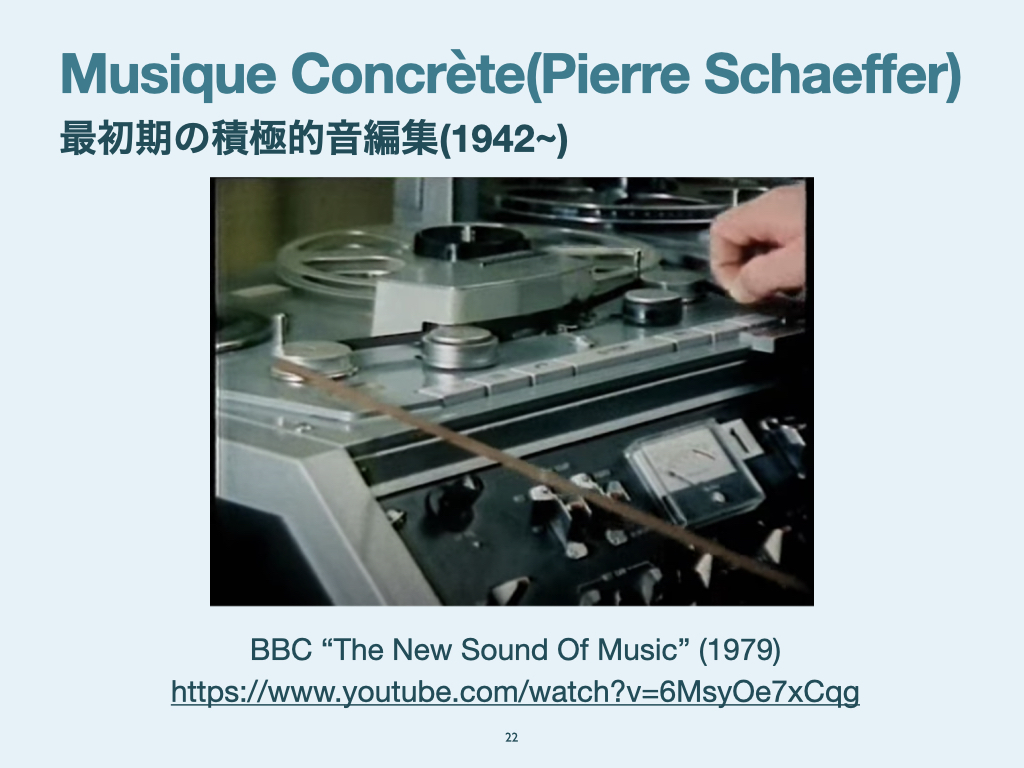 Musique Concrète(Pierre Schaeffer)
最初期の積極的音編集(1942~)
BBC “The New Sound Of Music” (1979)
https://www.youtube.com/watch?v=6MsyOe7xCqg
22